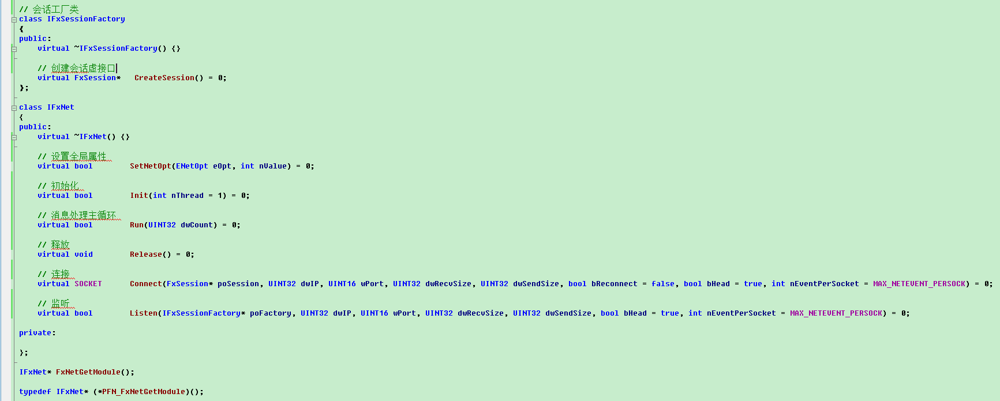 // 会话工厂类
class IFxSessionFactory
{
public:
    virtual ~IFxSessionFactory() {}
    // 创建会话虚接口
    virtual FxSession*   CreateSession() = 0;
};
class IFxNet
{
public:
    virtual ~IFxNet() {}
    // 设置全局属性
    virtual bool        SetNetOpt(ENetOpt eOpt, int nValue) = 0;
    // 初始化
    virtual bool        Init(int nThread = 1) = 0;
    // 消息处理主循环
    virtual bool        Run(UINT32 dwCount) = 0;
    // 释放
    virtual void        Release() = 0;
    // 连接
    virtual SOCKET      Connect(FxSession* poSession, UINT32 dwIP, UINT16 wPort, UINT32 dwRecvSize, UINT32 dwSendSize, bool bReconnect = false, bool bHead = true, int nEventPerSocket = MAX_NETEVENT_PERSOCK) = 0;
    // 监听
    virtual bool        Listen(IFxSessionFactory* poFactory, UINT32 dwIP, UINT16 wPort, UINT32 dwRecvSize, UINT32 dwSendSize, bool bHead = true, int nEventPerSocket = MAX_NETEVENT_PERSOCK) = 0;
private:
};
IFxNet* FxNetGetModule();
typedef IFxNet* (*PFN_FxNetGetModule)();